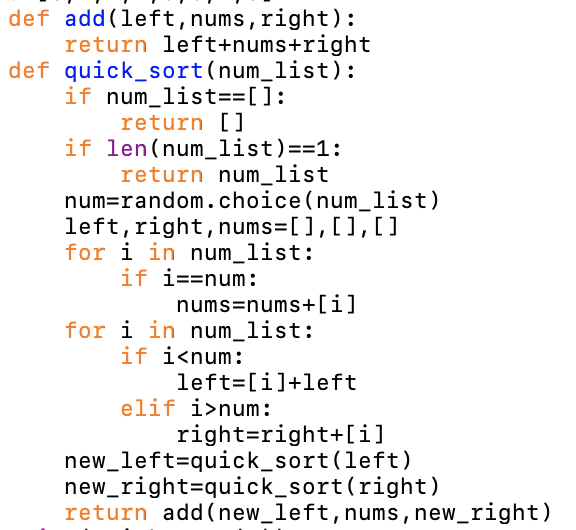 def add(left,nums,right):
    return left+nums+right
def quick_sort(num_list):
    if num_list==[]:
        return []
    if len(num_list)==1:
        return num_list
    num=random.choice(num_list)
    left,right,nums=[],[],[]
    for i in num_list:
        if i==num:
            nums=nums+[i]
    for i in num_list:
        if i<num:
            left=[i]+left
        elif i>num:
            right=right+[i]
    new_left=quick_sort(left)
    new_right=quick_sort(right)
    return add(new_left,nums,new_right)